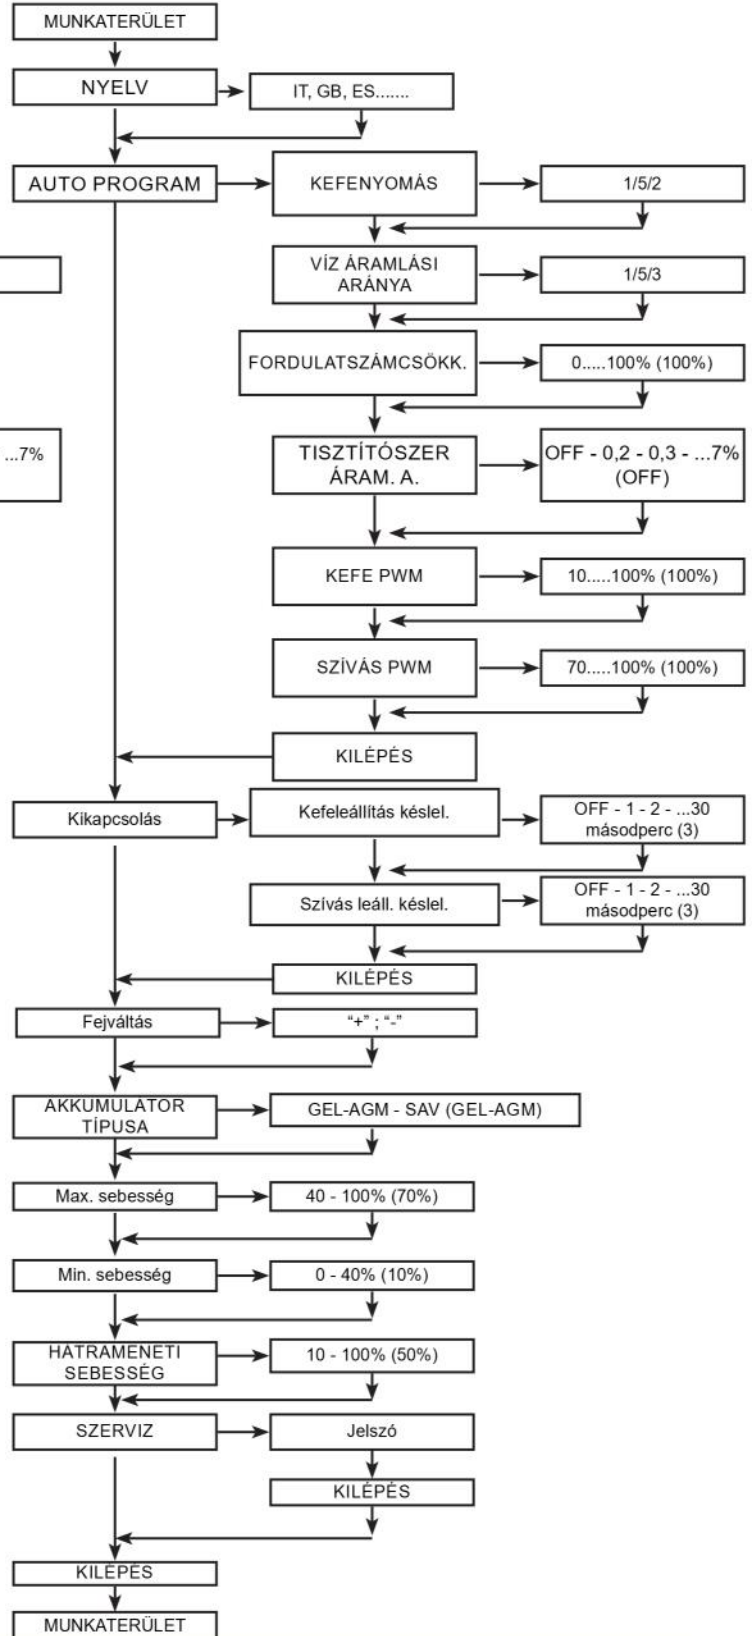 MUNKATERÜLET
NYELV
IT, GB, ES.......
AUTO PROGRAM
KEFENYOMÁS
1/5/2
VÍZ ÁRAMLÁSI
ARÁNYA
1/5/3
FORDULATSZÁMCSÖKK.
0.....100% (100%)
...7%
TISZTÍTÓSZER
ÁRAM. A.
OFF - 0,2 - 0,3 - ...7%
(OFF)
KEFE PWM
10.....100% (100%)
SZÍVÁS PWM
70.....100% (100%)
KILÉPÉS
Kikapcsolás
Kefeleállítás késlel.
OFF - 1 - 2 - ...30
másodperc (3)
Szívás leáll. késlel.
OFF - 1 - 2 - ...30
másodperc (3)
KILÉPÉS
Fejváltás
“+” ; “-”
AKKUMULATOR
TÍPUSA
GEL-AGM - SAV (GEL-AGM)
Max. sebesség
40 - 100% (70%)
Min. sebesség
0 - 40% (10%)
HÁTRAMENETI
SEBESSÉG
10 - 100% (50%)
SZERVIZ
Jelszó
KILÉPÉS
KILÉPÉS
MUNKATERÜLET